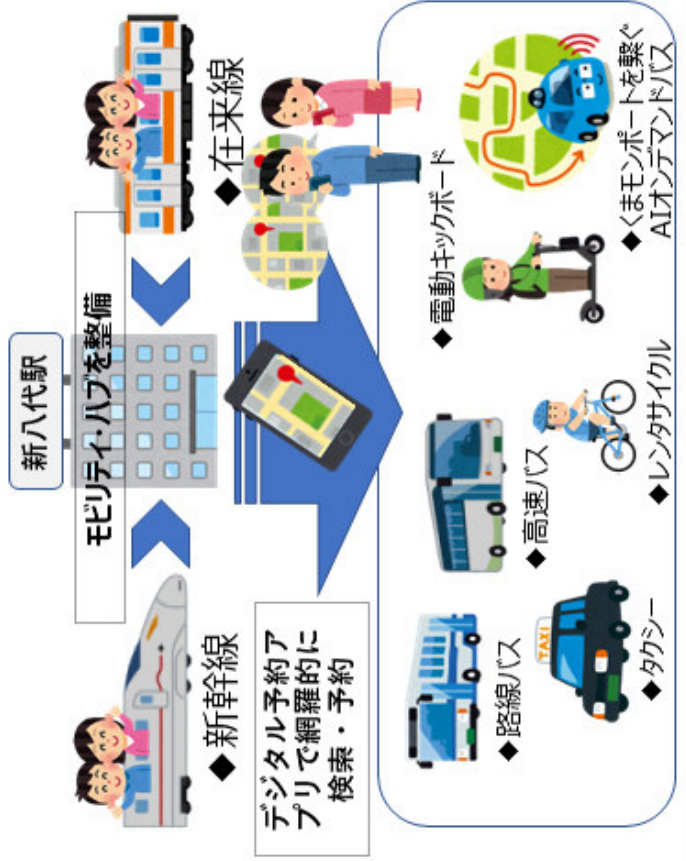 新八代駅
モビリティ・ハブを整備
◆新幹線
◆在来線
デジタル予約ア
プリで網羅的に
検索・予約
◆路線バス
◆高速バス
◆電動キックボード
◆タクシー
TAXI
◆レンタサイクル
◆くまモンポートを繋ぐ
AIオンデマンドバス